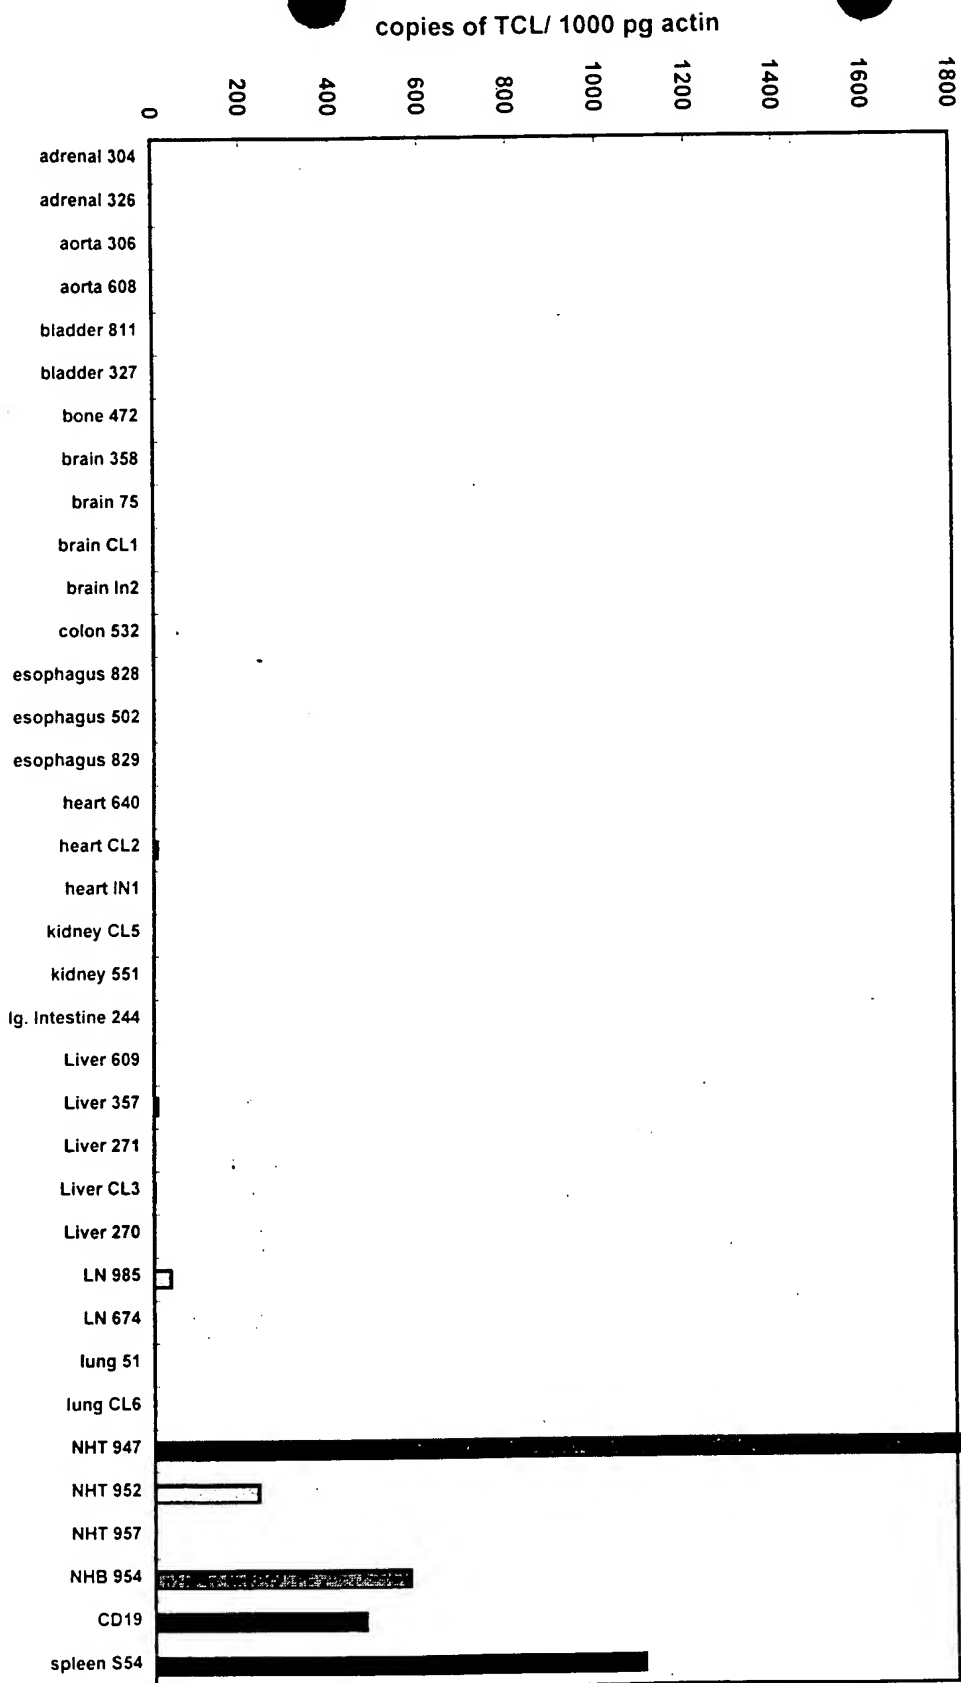 copies of TCL/ 1000 pg actin
0
200
400
600
800
1000
1200
1400
1600
1800
adrenal 304
adrenal 326
aorta 306
aorta 608
bladder 811
bladder 327
bone 472
brain 358
brain 75
brain CL1
brain In2
colon 532
esophagus 828
esophagus 502
esophagus 829
heart 640
heart CL2
heart IN1
kidney CL5
kidney 551
lg. Intestine 244
Liver 609
Liver 357
Liver 271
Liver CL3
Liver 270
LN 985
LN 674
lung 51
lung CL6
NHT 947
NHT 952
NHT 957
NHB 954
CD19
spleen S54